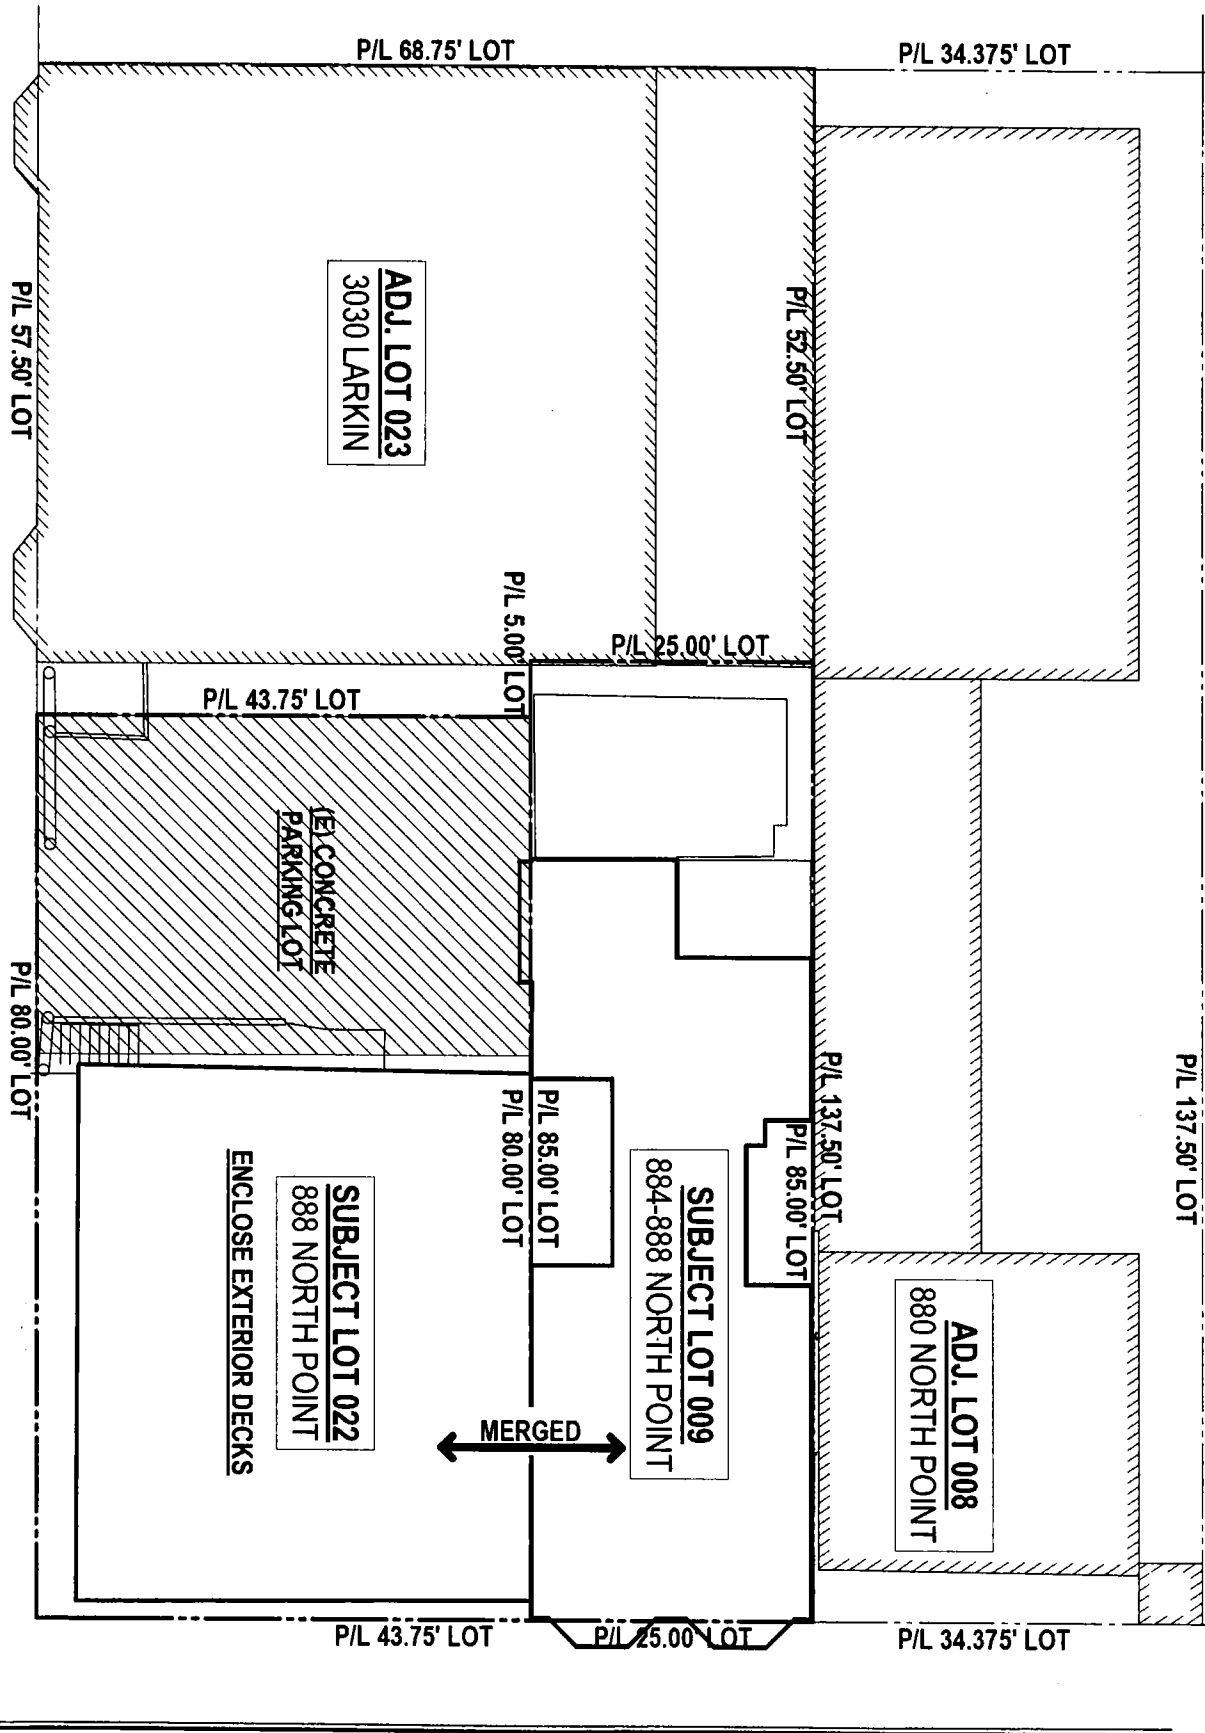 P/L 68.75' LOT
P/L 34.375' LOT
P/L 57.50' LOT
ADJ. LOT 023
3030 LARKIN
P/L 52.50' LOT
P/L 5.00' LOT
P/L 25.00' LOT
P/L 43.75' LOT
(E) CONCRETE
PARKING LOT
P/L 80.00' LOT
P/L 137.50' LOT
P/L 137.50' LOT
P/L 85.00' LOT
P/L 80.00' LOT
P/L 85.00' LOT
SUBJECT LOT 009
884-888 NORTH POINT
SUBJECT LOT 022
888 NORTH POINT
ENCLOSE EXTERIOR DECKS
MERGED
ADJ. LOT 008
880 NORTH POINT
P/L 43.75' LOT
P/L 25.00' LOT
P/L 34.375' LOT